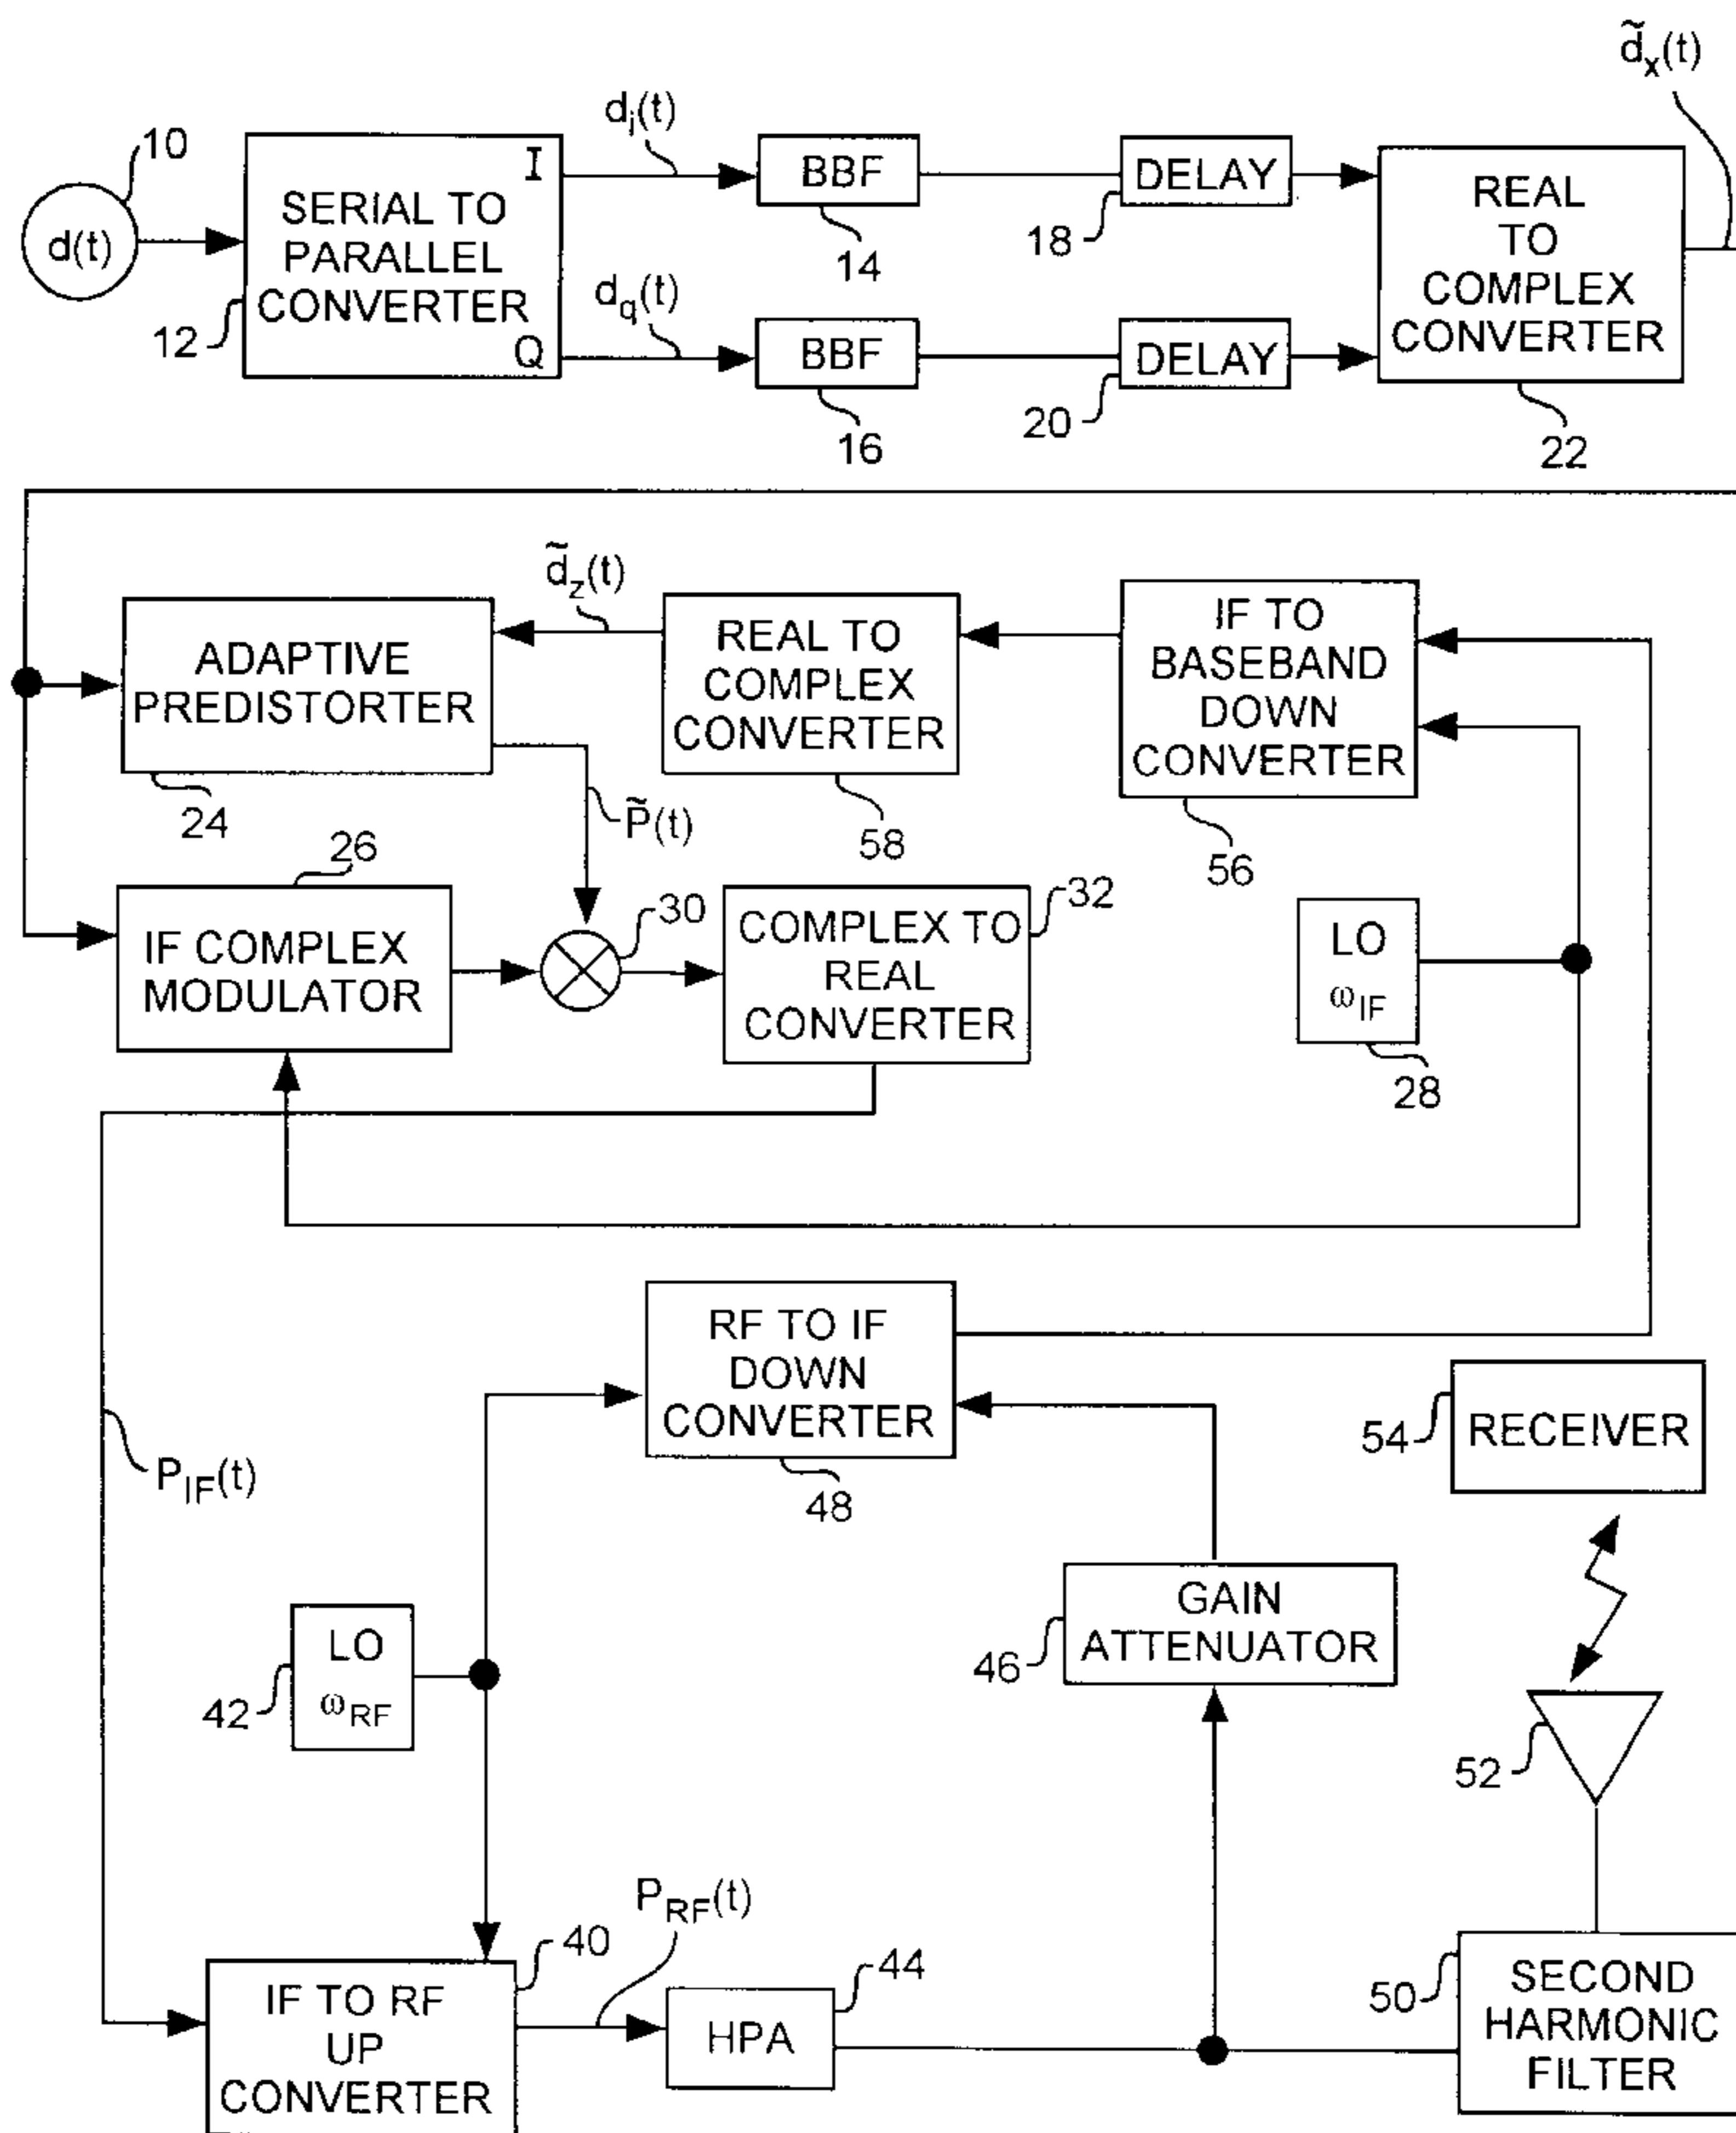 d̃x(t)
10
d(t)
12
SERIAL TO
PARALLEL
CONVERTER
I
Q
dj(t)
dq(t)
BBF
14
BBF
16
DELAY
18
DELAY
20
REAL
TO
COMPLEX
CONVERTER
22
ADAPTIVE
PREDISTORTER
24
d̃z(t)
REAL TO
COMPLEX
CONVERTER
58
IF TO
BASEBAND
DOWN
CONVERTER
56
P̃(t)
26
IF COMPLEX
MODULATOR
30
COMPLEX TO
REAL
CONVERTER
32
LO
ωIF
28
RF TO IF
DOWN
CONVERTER
48
54
RECEIVER
PIF(t)
GAIN
ATTENUATOR
46
LO
ωRF
42
52
PRF(t)
40
IF TO RF
UP
CONVERTER
44
HPA
50
SECOND
HARMONIC
FILTER